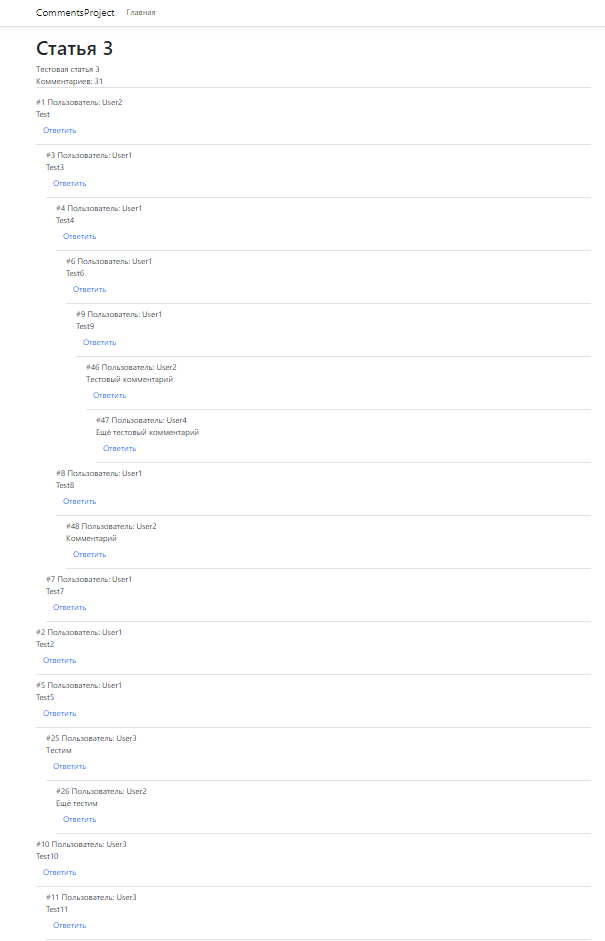 CommentsProject Главная
Статья 3
Тестовая статья 3
Комментариев: 31
#1 Пользователь: User2
Test
Ответить
#3 Пользователь: User1
Test3
Ответить
#4 Пользователь: User1
Test4
Ответить
#6 Пользователь: User1
Test6
Ответить
#9 Пользователь: User1
Test9
Ответить
#46 Пользователь: User2
Тестовый комментарий
Ответить
#47 Пользователь: User4
Ещё тестовый комментарий
Ответить
#8 Пользователь: User1
Test8
Ответить
#48 Пользователь: User2
Комментарий
Ответить
#7 Пользователь: User1
Test7
Ответить
#2 Пользователь: User1
Test2
Ответить
#5 Пользователь: User1
Test5
Ответить
#25 Пользователь: User3
Тестим
Ответить
#26 Пользователь: User2
Ещё тестим
Ответить
#10 Пользователь: User3
Test10
Ответить
#11 Пользователь: User3
Test11
Ответить